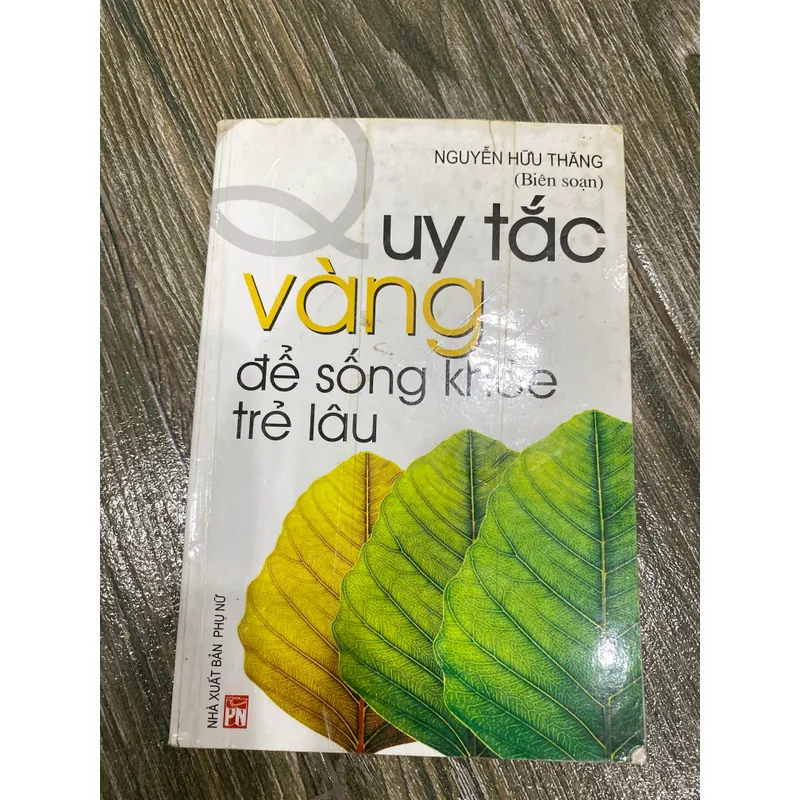 NGUYỄN HỮU THĂNG
(Biên soạn)
Quy tắc
vàng
để sống khỏe
trẻ lâu
NHÀ XUẤT BẢN PHỤ NỮ
PN